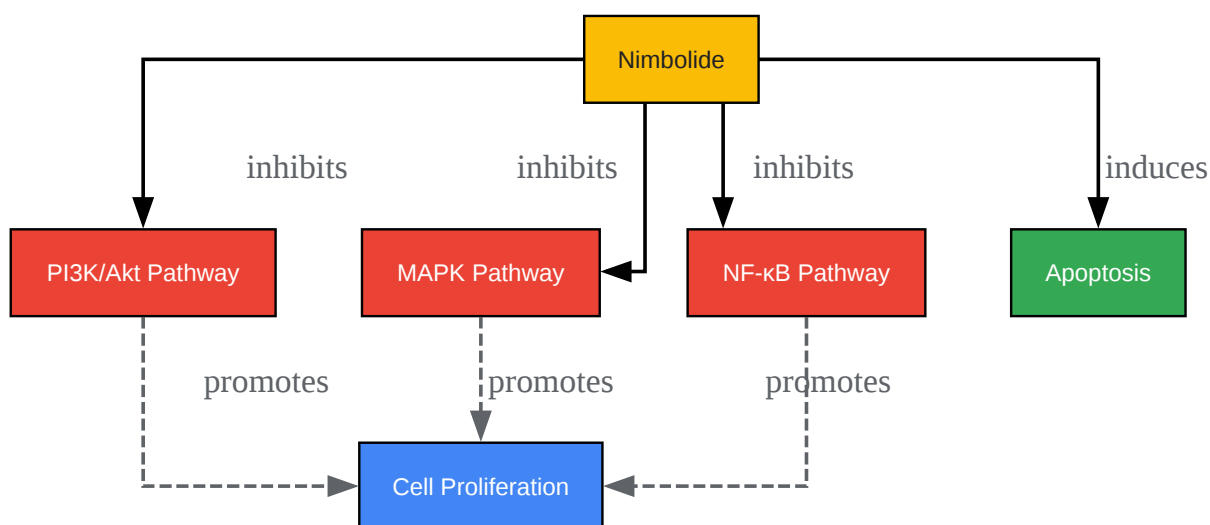 Nimbolide
inhibits
inhibits
inhibits
induces
PI3K/Akt Pathway
MAPK Pathway
NF-κB Pathway
Apoptosis
promotes
promotes
promotes
Cell Proliferation